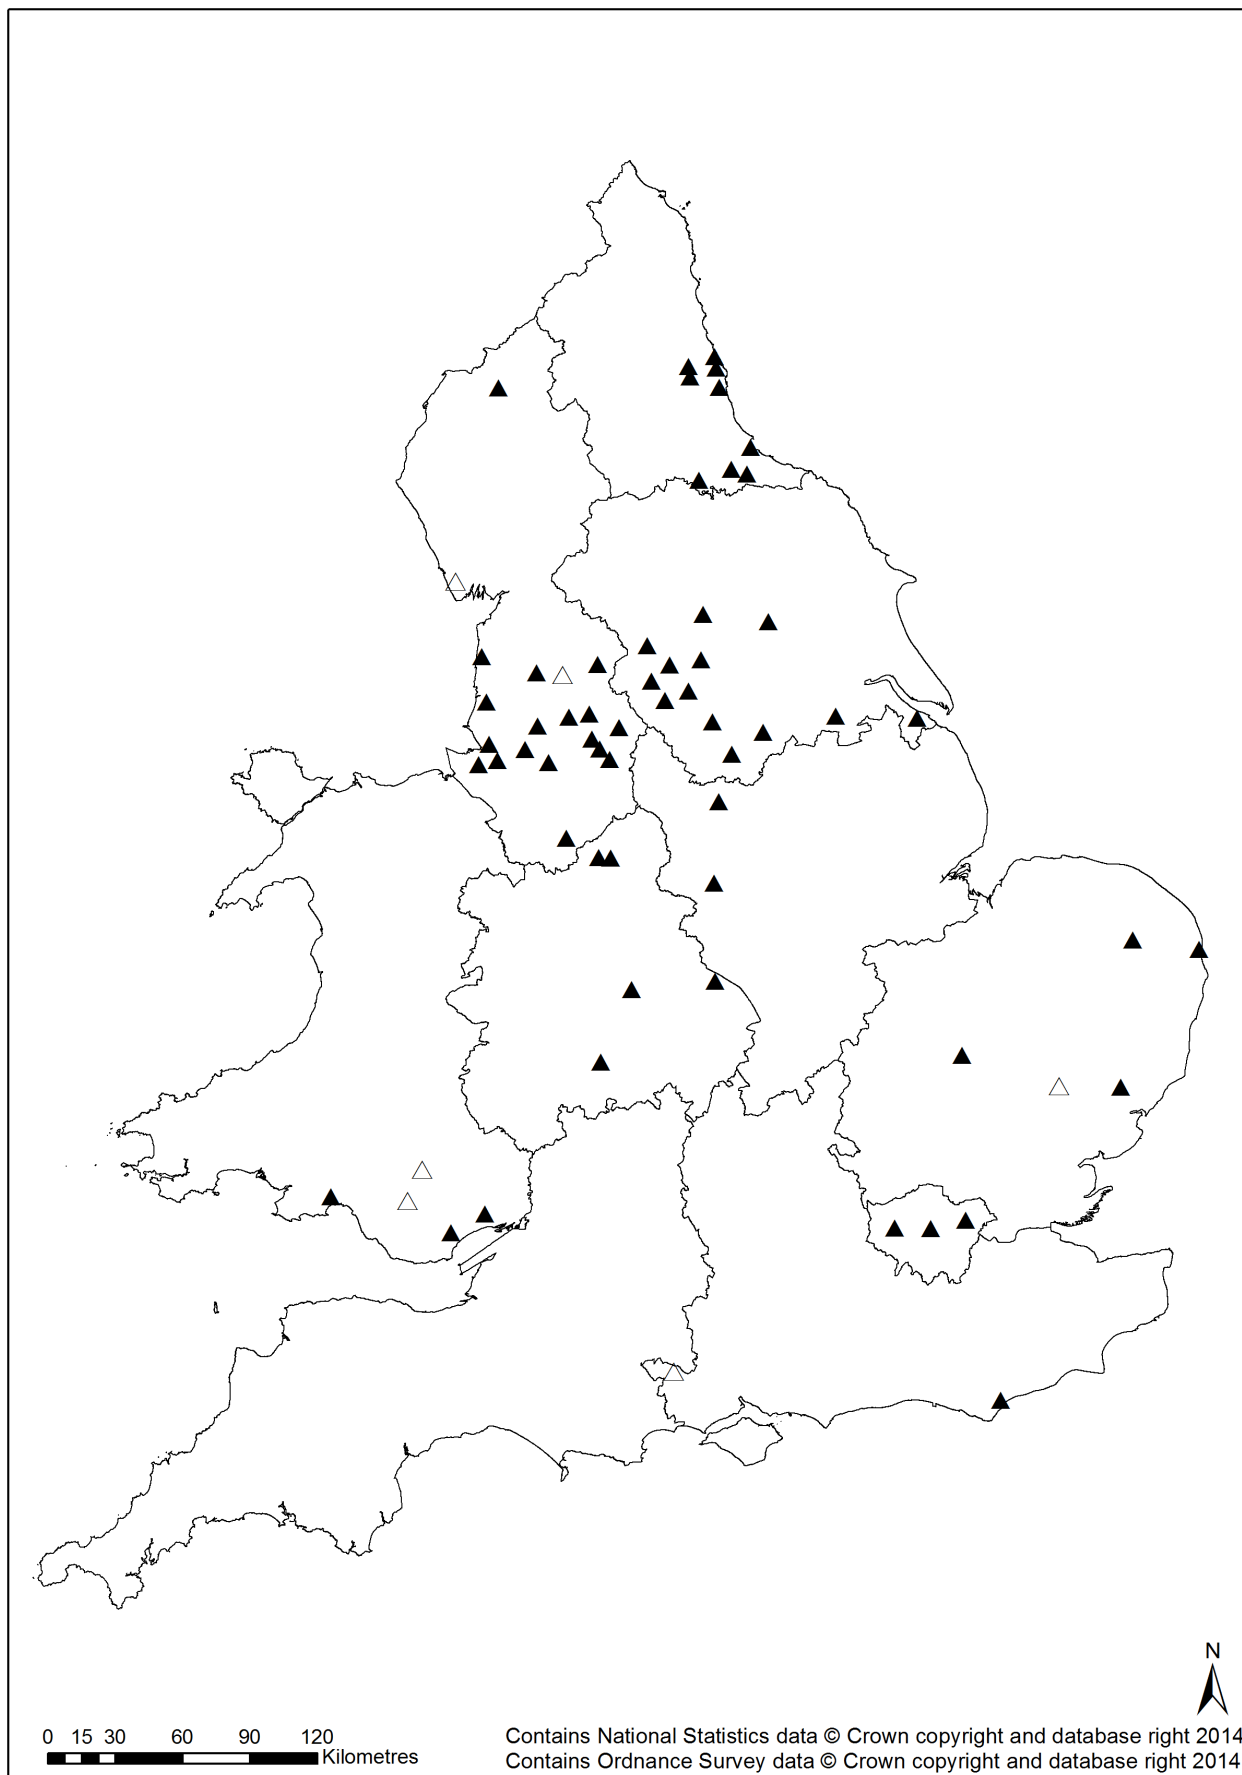 N
0 15 30 60 90 120
Kilometres
Contains National Statistics data © Crown copyright and database right 2014
Contains Ordnance Survey data © Crown copyright and database right 2014